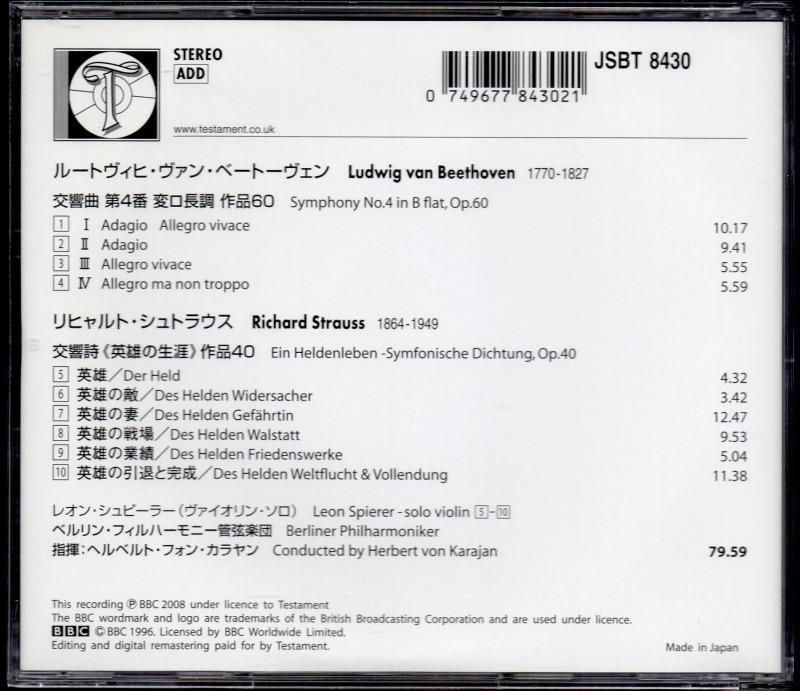 STEREO
ADD
JSBT 8430
0 749677 843021
www.testament.co.uk
ルートヴィヒ・ヴァン・ベートーヴェン Ludwig van Beethoven 1770-1827
交響曲 第4番 変ロ長調 作品60 Symphony No.4 in B flat, Op.60
1 Ⅰ Adagio Allegro vivace 10.17
2 Ⅱ Adagio 9.41
3 Ⅲ Allegro vivace 5.55
4 Ⅳ Allegro ma non troppo 5.59
リヒャルト・シュトラウス Richard Strauss 1864-1949
交響詩《英雄の生涯》作品40 Ein Heldenleben -Symfonische Dichtung, Op.40
5 英雄／Der Held 4.32
6 英雄の敵／Des Helden Widersacher 3.42
7 英雄の妻／Des Helden Gefährtin 12.47
8 英雄の戦場／Des Helden Walstatt 9.53
9 英雄の業績／Des Helden Friedenswerke 5.04
10 英雄の引退と完成／Des Helden Weltflucht & Vollendung 11.38
レオン・シュピーラー（ヴァイオリン・ソロ） Leon Spierer - solo violin 5-10
ベルリン・フィルハーモニー管弦楽団 Berliner Philharmoniker
指揮：ヘルベルト・フォン・カラヤン Conducted by Herbert von Karajan 79.59
This recording ℗ BBC 2008 under licence to Testament
The BBC wordmark and logo are trademarks of the British Broadcasting Corporation and are used under licence.
BBC © BBC 1996. Licensed by BBC Worldwide Limited.
Editing and digital remastering paid for by Testament.
Made in Japan